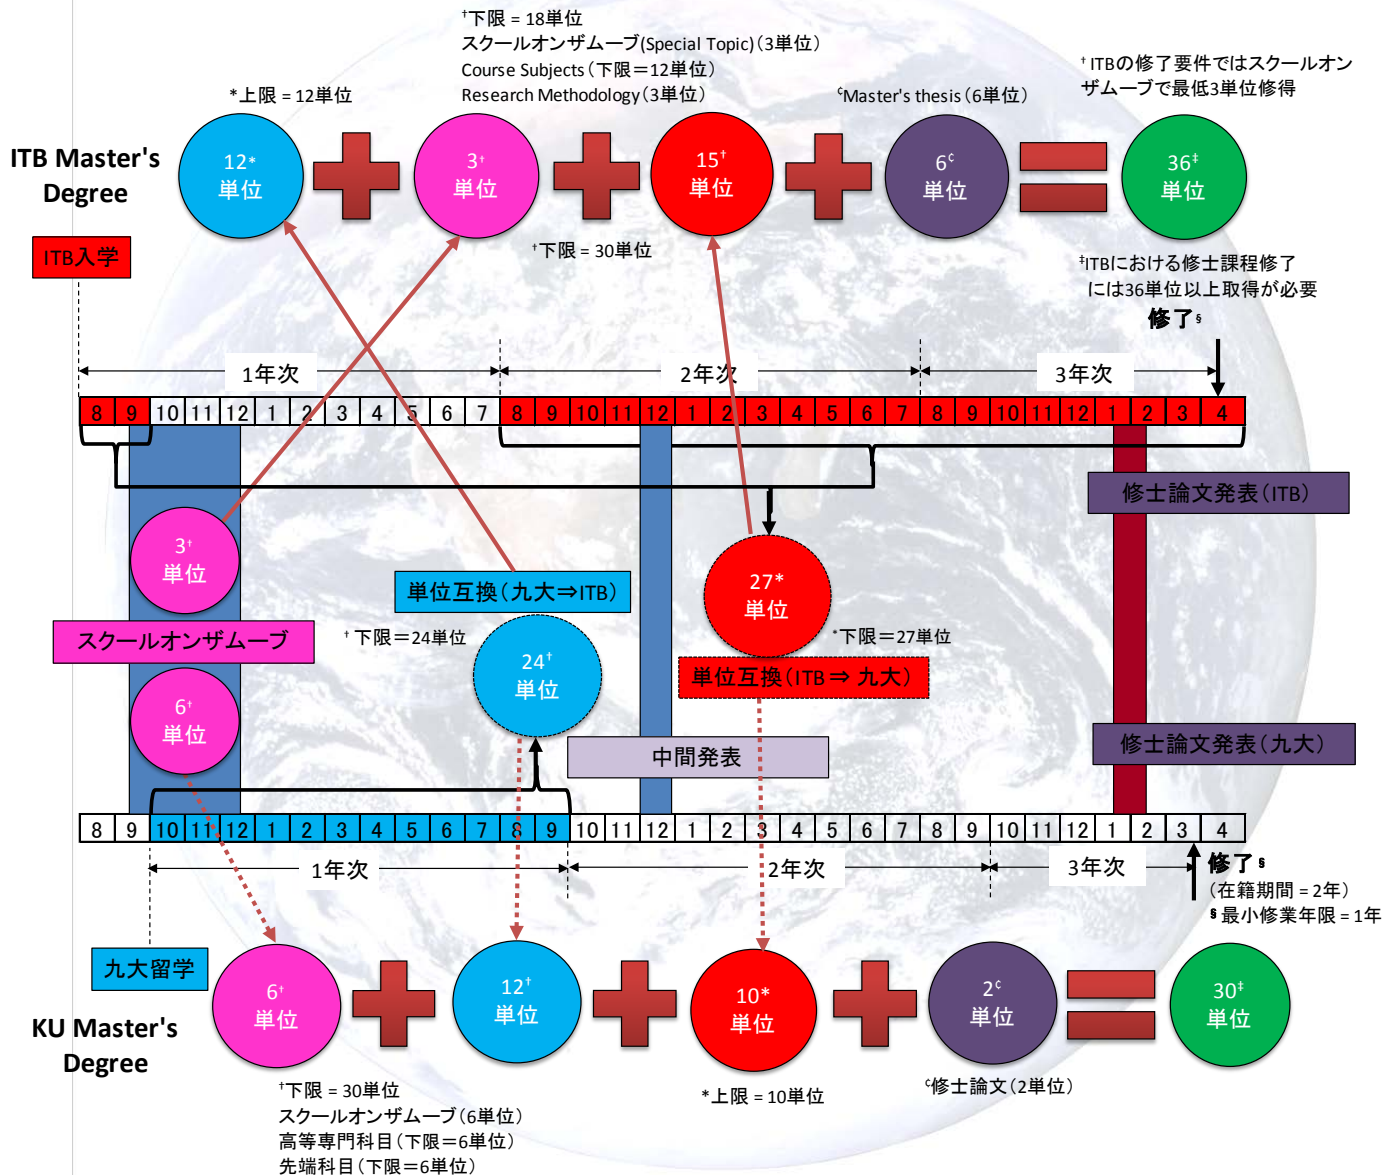 †下限 = 18単位
スクールオンザムーブ(Special Topic)(3単位)
Course Subjects(下限＝12単位)
Research Methodology(3単位)
*上限 = 12単位
¢Master's thesis(6単位)
† ITBの修了要件ではスクールオン
ザムーブで最低3単位修得
ITB Master's
Degree
12*
単位
3†
単位
15†
単位
6¢
単位
36‡
単位
†下限 = 30単位
ITB入学
‡ITBにおける修士課程修了
には36単位以上取得が必要
修了§
1年次
2年次
3年次
8 9 10 11 12 1 2 3 4 5 6 7 8 9 10 11 12 1 2 3 4 5 6 7 8 9 10 11 12 1 2 3 4
修士論文発表(ITB)
3†
単位
単位互換(九大⇒ITB)
27*
単位
スクールオンザムーブ
†下限＝24単位
*下限＝27単位
24†
単位
単位互換(ITB ⇒ 九大)
6†
単位
中間発表
修士論文発表(九大)
8 9 10 11 12 1 2 3 4 5 6 7 8 9 10 11 12 1 2 3 4 5 6 7 8 9 10 11 12 1 2 3 4
1年次
2年次
3年次
修了§
(在籍期間 = 2年)
§最小修業年限 = 1年
九大留学
KU Master's
Degree
6†
単位
12†
単位
10*
単位
2¢
単位
30‡
単位
†下限 = 30単位
スクールオンザムーブ(6単位)
高等専門科目(下限＝6単位)
先端科目(下限＝6単位)
*上限 = 10単位
¢修士論文(2単位)